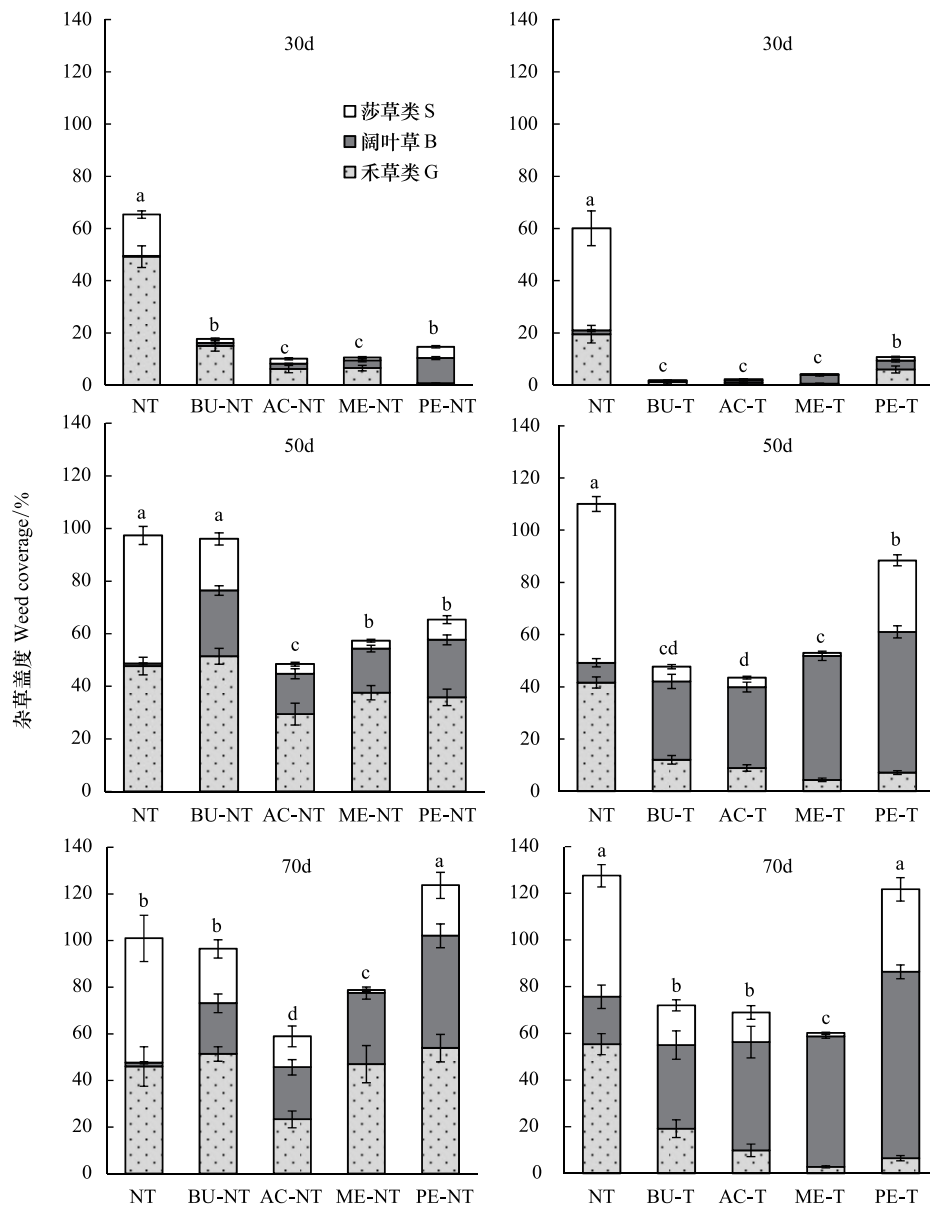 140
120
100
80
60
40
20
0
30d
莎草类 S
阔叶草 B
禾草类 G
a
b
c
c
b
NT
BU-NT
AC-NT
ME-NT
PE-NT
140
120
100
80
60
40
20
0
30d
a
c
c
c
b
NT
BU-T
AC-T
ME-T
PE-T
杂草盖度 Weed coverage/%
140
120
100
80
60
40
20
0
50d
a
a
c
b
b
NT
BU-NT
AC-NT
ME-NT
PE-NT
140
120
100
80
60
40
20
0
50d
a
cd
d
c
b
NT
BU-T
AC-T
ME-T
PE-T
140
120
100
80
60
40
20
0
70d
b
b
d
c
a
NT
BU-NT
AC-NT
ME-NT
PE-NT
140
120
100
80
60
40
20
0
70d
a
b
b
c
a
NT
BU-T
AC-T
ME-T
PE-T